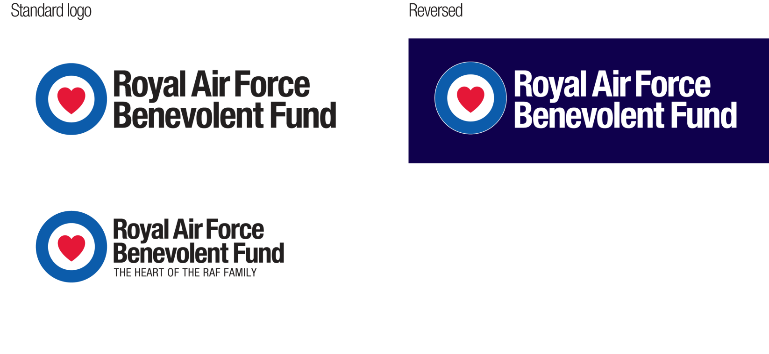 Standard logo
Reversed
Royal Air Force
Benevolent Fund
Royal Air Force
Benevolent Fund
Royal Air Force
Benevolent Fund
THE HEART OF THE RAF FAMILY